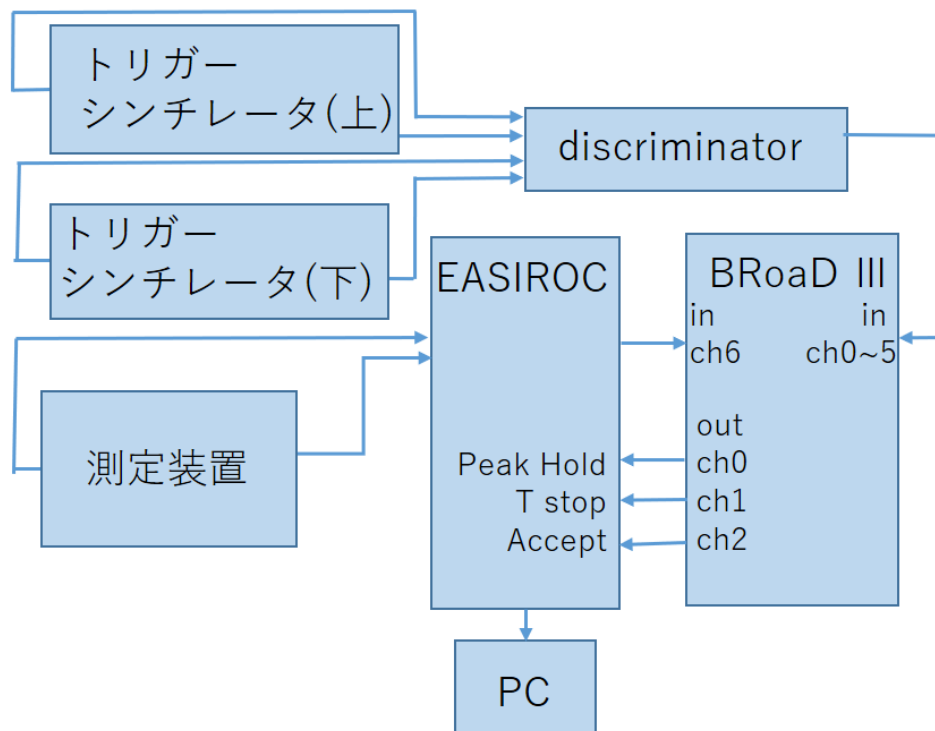 トリガー
シンチレータ(上)
discriminator
トリガー
シンチレータ(下)
EASIROC
BRoaD III
in
in
ch6
ch0~5
測定装置
out
Peak Hold
ch0
T stop
ch1
Accept
ch2
PC